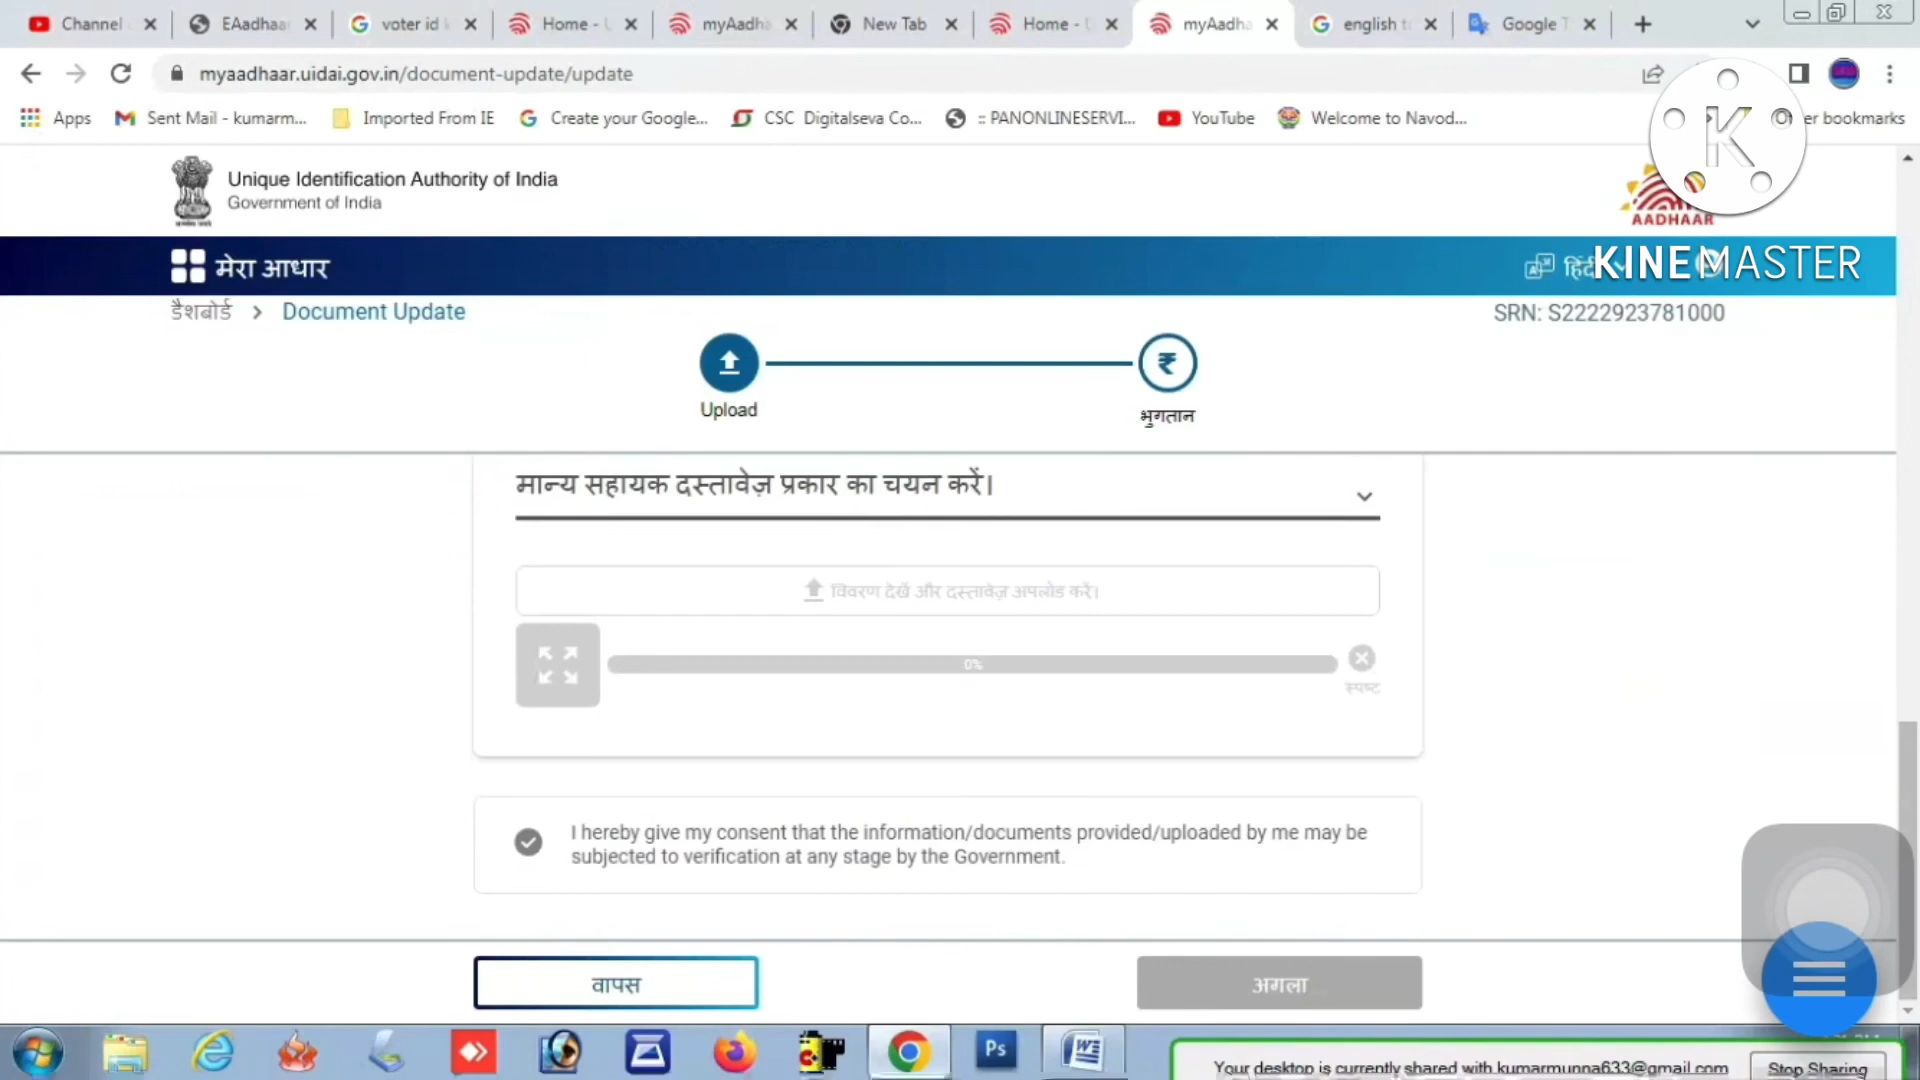 Channel
EAadhaa
voter id
Home - U
myAadha
New Tab
Home - U
myAadha
english t
Google T
myaadhaar.uidai.gov.in/document-update/update
Apps
Sent Mail - kumarm...
Imported From IE
Create your Google...
CSC Digitalseva Co...
:: PANONLINESERVI...
YouTube
Welcome to Navod...
er bookmarks
K
Unique Identification Authority of India
Government of India
AADHAAR
मेरा आधार
KINEMASTER
डैशबोर्ड > Document Update
SRN: S2222923781000
₹
Upload
भुगतान
मान्य सहायक दस्तावेज़ प्रकार का चयन करें।
विवरण देखें और दस्तावेज़ अपलोड करें।
0%
स्पष्ट
I hereby give my consent that the information/documents provided/uploaded by me may be
subjected to verification at any stage by the Government.
वापस
अगला
Ps
Your desktop is currently shared with kumarmunna633@gmail.com
Stop Sharing